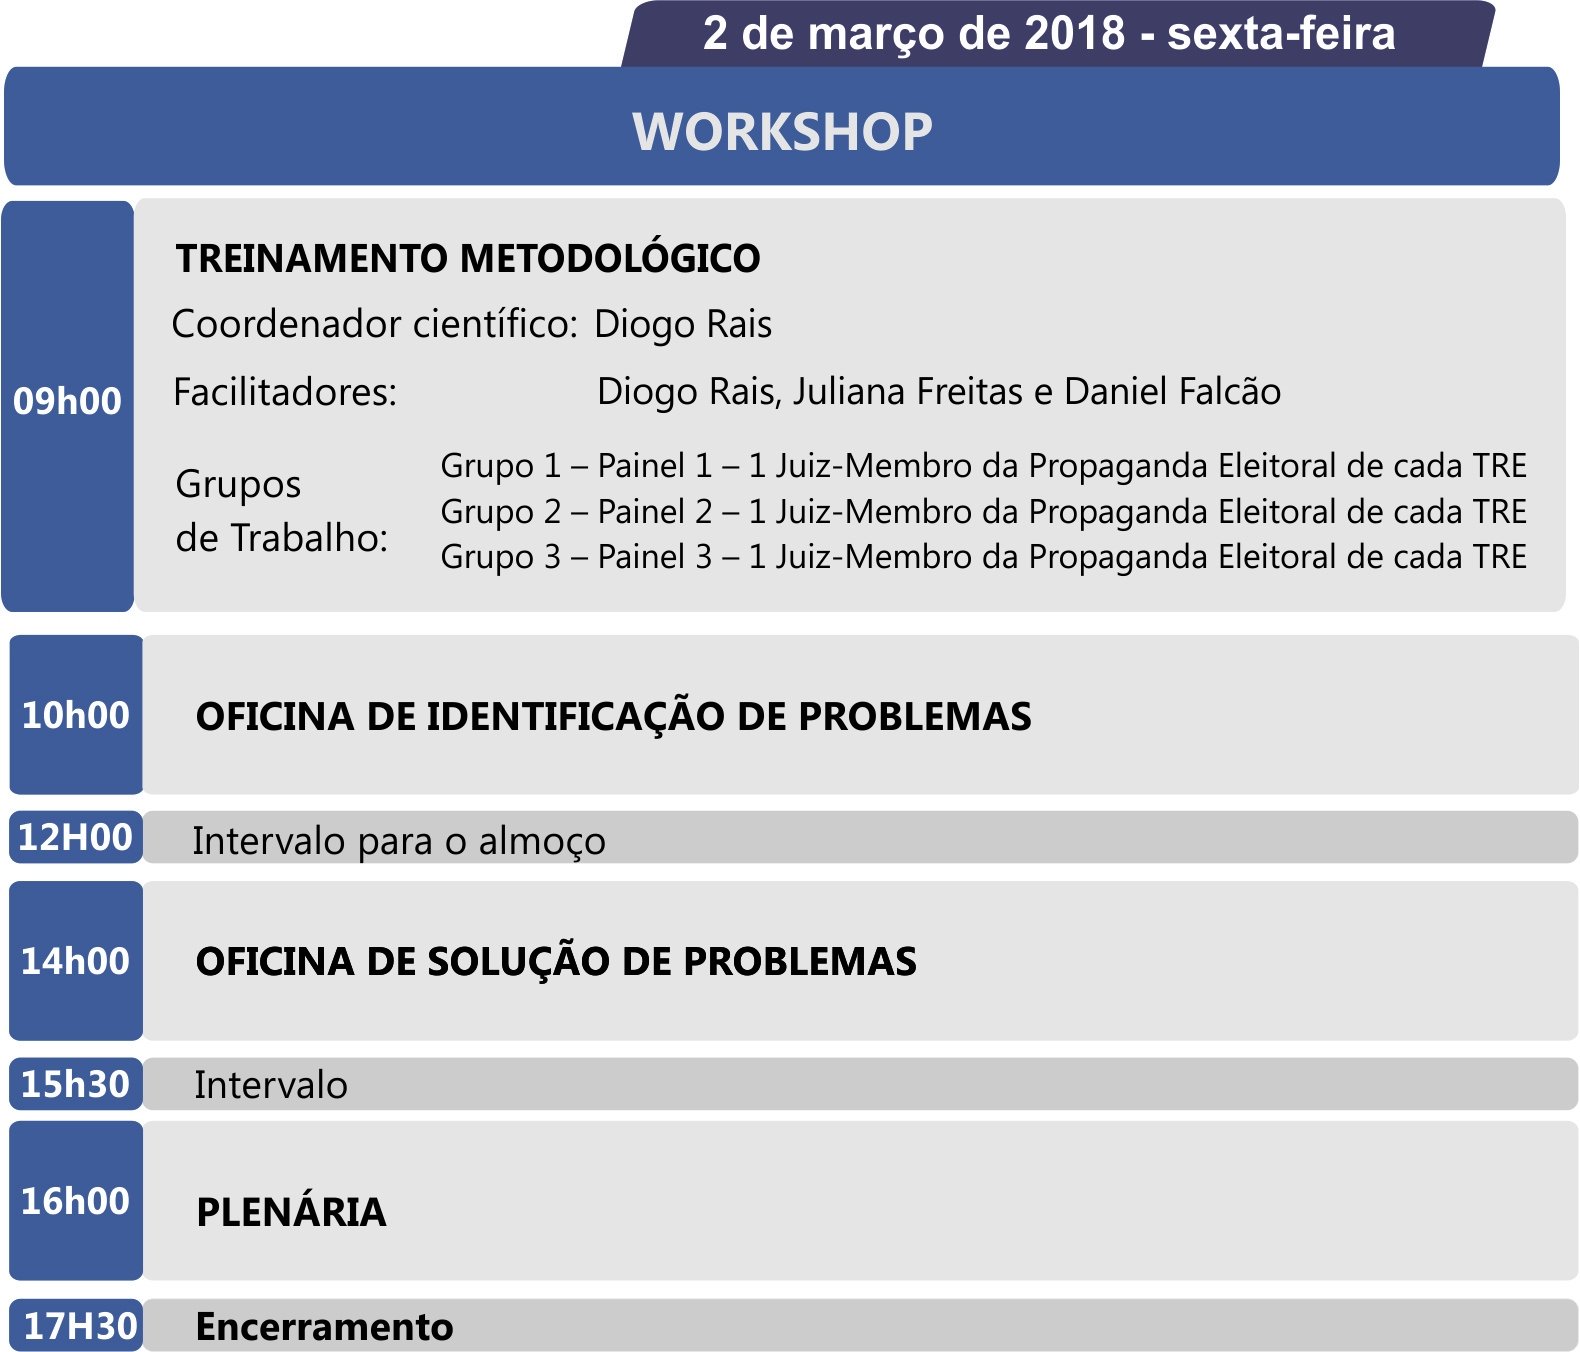 2 de março de 2018 - sexta-feira
WORKSHOP
09h00
TREINAMENTO METODOLÓGICO
Coordenador científico: Diogo Rais
Facilitadores: Diogo Rais, Juliana Freitas e Daniel Falcão
Grupos
de Trabalho:
Grupo 1 – Painel 1 – 1 Juiz-Membro da Propaganda Eleitoral de cada TRE
Grupo 2 – Painel 2 – 1 Juiz-Membro da Propaganda Eleitoral de cada TRE
Grupo 3 – Painel 3 – 1 Juiz-Membro da Propaganda Eleitoral de cada TRE
10h00 OFICINA DE IDENTIFICAÇÃO DE PROBLEMAS
12H00 Intervalo para o almoço
14h00 OFICINA DE SOLUÇÃO DE PROBLEMAS
15h30 Intervalo
16h00 PLENÁRIA
17H30 Encerramento